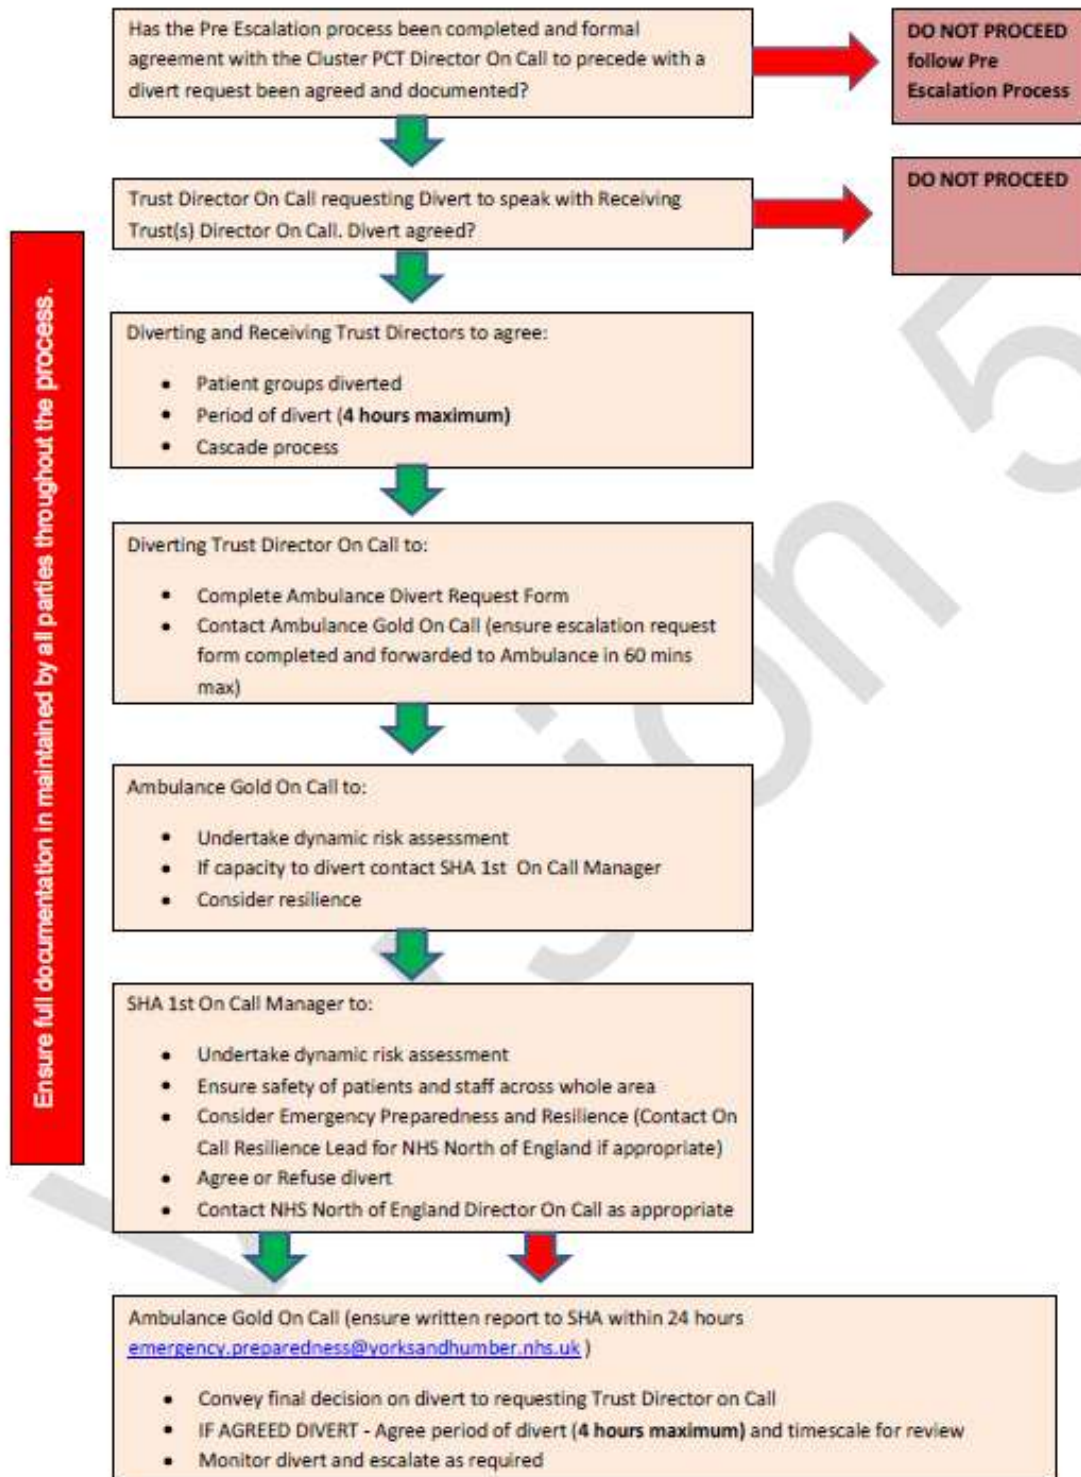 Has the Pre Escalation process been completed and formal
agreement with the Cluster PCT Director On Call to precede with a
divert request been agreed and documented?
DO NOT PROCEED
follow Pre
Escalation Process
Trust Director On Call requesting Divert to speak with Receiving
Trust(s) Director On Call. Divert agreed?
DO NOT PROCEED
Ensure full documentation in maintained by all parties throughout the process.
Diverting and Receiving Trust Directors to agree:
• Patient groups diverted
• Period of divert (4 hours maximum)
• Cascade process
Diverting Trust Director On Call to:
• Complete Ambulance Divert Request Form
• Contact Ambulance Gold On Call (ensure escalation request
form completed and forwarded to Ambulance in 60 mins
max)
Ambulance Gold On Call to:
• Undertake dynamic risk assessment
• If capacity to divert contact SHA 1st On Call Manager
• Consider resilience
SHA 1st On Call Manager to:
• Undertake dynamic risk assessment
• Ensure safety of patients and staff across whole area
• Consider Emergency Preparedness and Resilience (Contact On
Call Resilience Lead for NHS North of England if appropriate)
• Agree or Refuse divert
• Contact NHS North of England Director On Call as appropriate
Ambulance Gold On Call (ensure written report to SHA within 24 hours
emergency.preparedness@yorksandhumber.nhs.uk )
• Convey final decision on divert to requesting Trust Director on Call
• IF AGREED DIVERT - Agree period of divert (4 hours maximum) and timescale for review
• Monitor divert and escalate as required